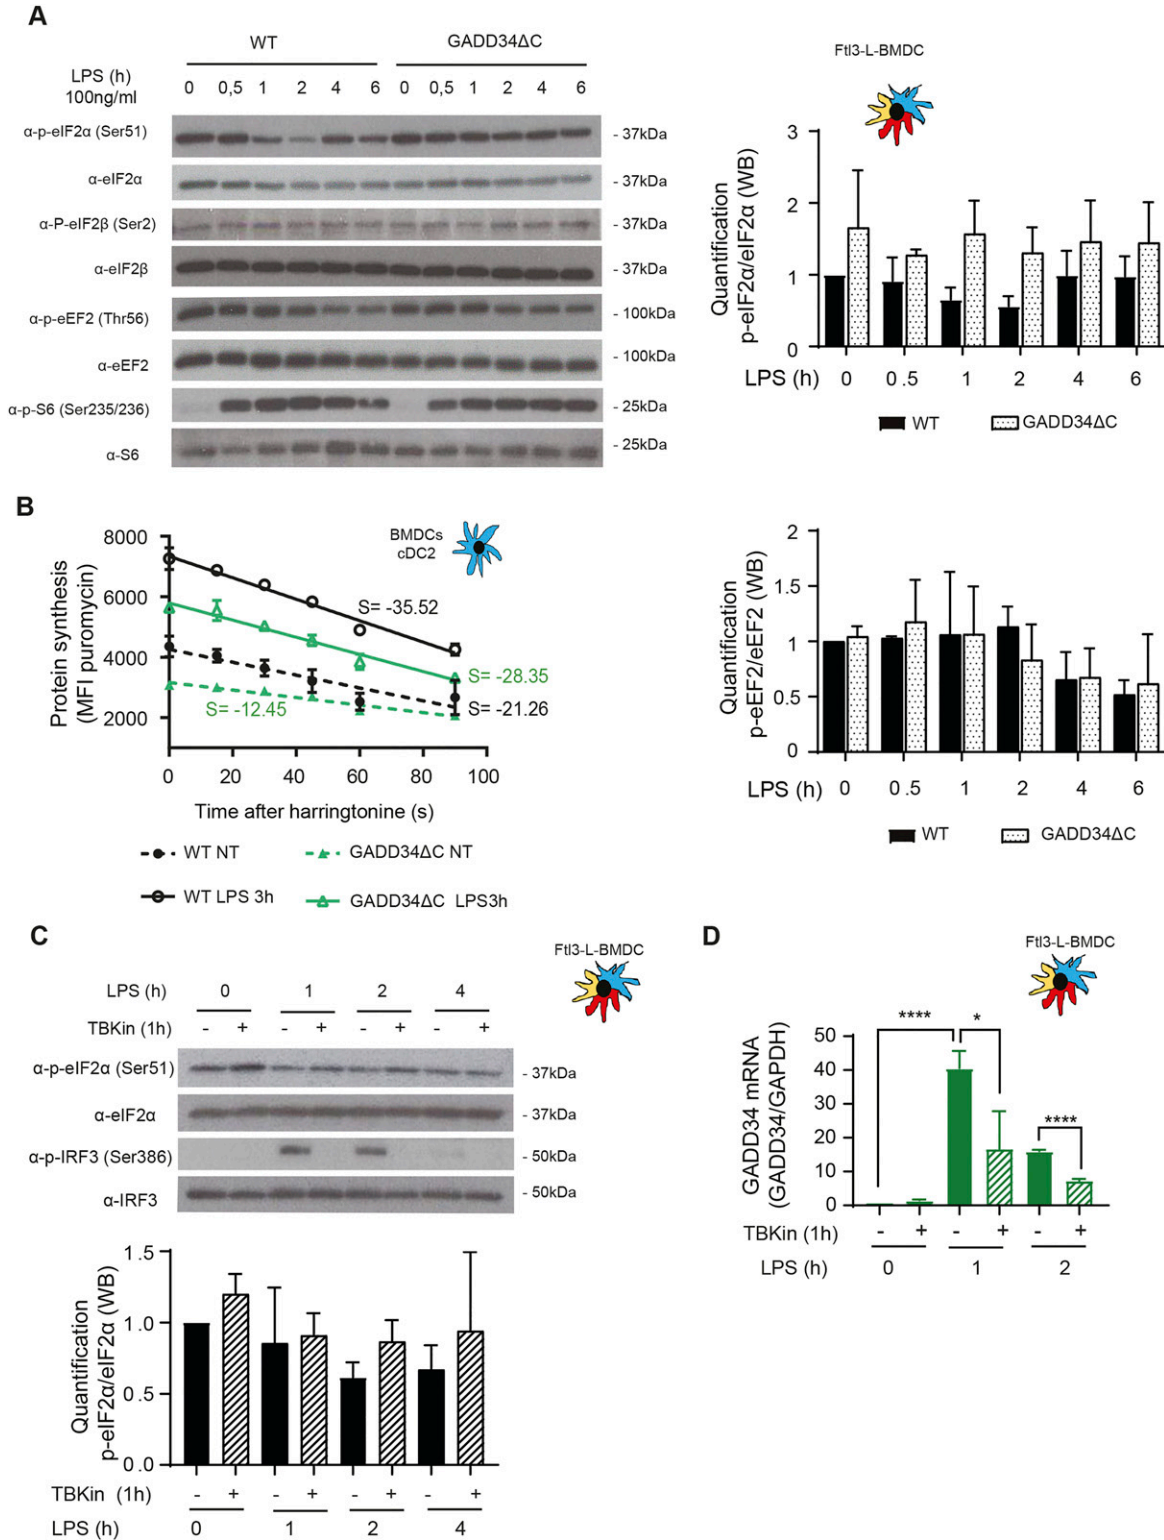 A
WT GADD34ΔC
LPS (h)
100ng/ml
0 0,5 1 2 4 6 0 0,5 1 2 4 6
α-p-eIF2α (Ser51) - 37kDa
α-eIF2α - 37kDa
α-P-eIF2β (Ser2) - 37kDa
α-eIF2β - 37kDa
α-p-eEF2 (Thr56) - 100kDa
α-eEF2 - 100kDa
α-p-S6 (Ser235/236) - 25kDa
α-S6 - 25kDa
Ftl3-L-BMDC
Quantification
p-eIF2α/eIF2α (WB)
3
2
1
0
LPS (h) 0 0.5 1 2 4 6
WT GADD34ΔC
B
BMDCs
cDC2
Protein synthesis
(MFI puromycin)
8000
6000
4000
2000
S= -35.52
S= -28.35
S= -12.45
S= -21.26
0 20 40 60 80 100
Time after harringtonine (s)
WT NT GADD34ΔC NT
WT LPS 3h GADD34ΔC LPS3h
Quantification
p-eEF2/eEF2 (WB)
2
1.5
1
0.5
0
LPS (h) 0 0.5 1 2 4 6
WT GADD34ΔC
C
Ftl3-L-BMDC
LPS (h) 0 1 2 4
TBKin (1h) - + - + - + - +
α-p-eIF2α (Ser51) - 37kDa
α-eIF2α - 37kDa
α-p-IRF3 (Ser386) - 50kDa
α-IRF3 - 50kDa
Quantification
p-eIF2α/eIF2α (WB)
1.5
1.0
0.5
0.0
TBKin (1h) - + - + - + - +
LPS (h) 0 1 2 4
D
Ftl3-L-BMDC
GADD34 mRNA
(GADD34/GAPDH)
50
40
30
20
10
0
**** *
****
TBKin (1h) - + - + - +
LPS (h) 0 1 2